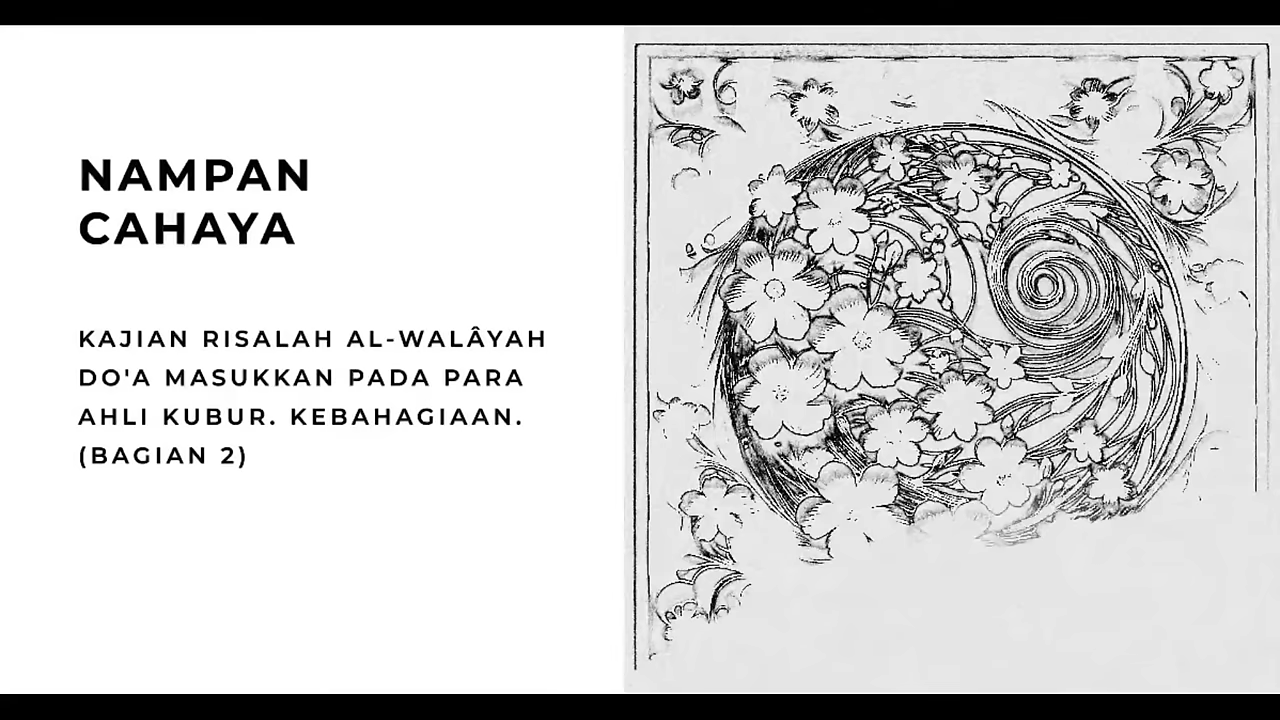 NAMPAN
CAHAYA
KAJIAN RISALAH AL-WALÂYAH
DO'A MASUKKAN PADA PARA
AHLI KUBUR. KEBAHAGIAAN.
(BAGIAN 2)